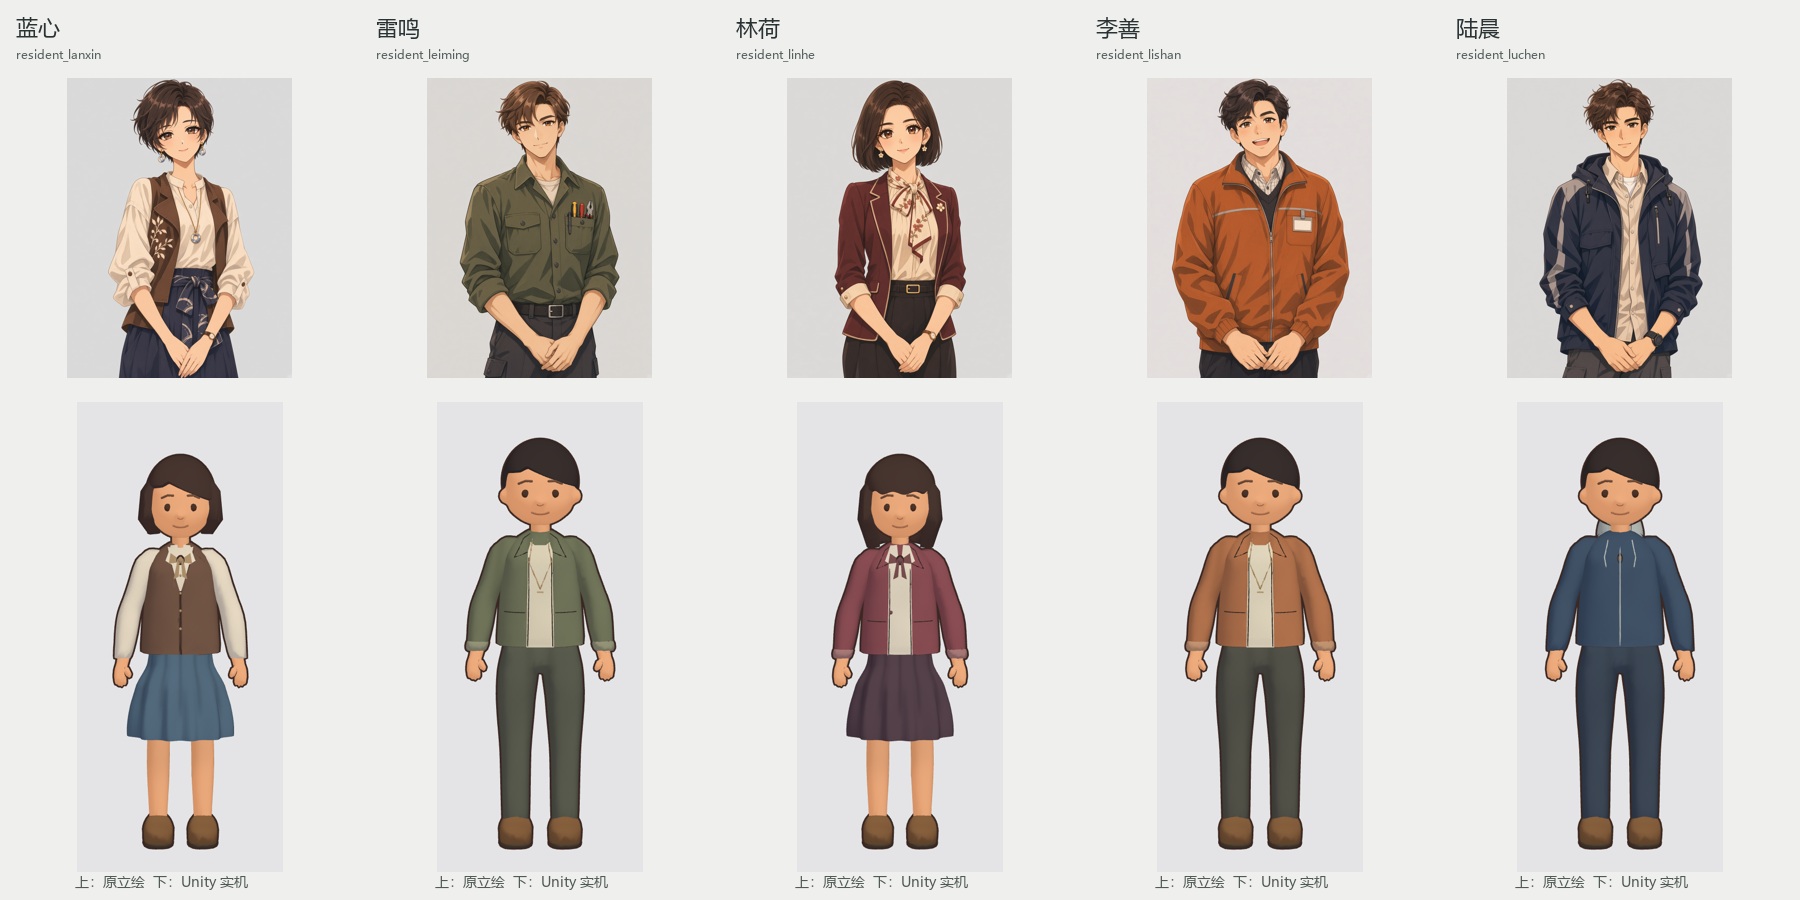 蓝心
resident_lanxin
雷鸣
resident_leiming
林荷
resident_linhe
李善
resident_lishan
陆晨
resident_luchen
上：原立绘 下：Unity 实机
上：原立绘 下：Unity 实机
上：原立绘 下：Unity 实机
上：原立绘 下：Unity 实机
上：原立绘 下：Unity 实机